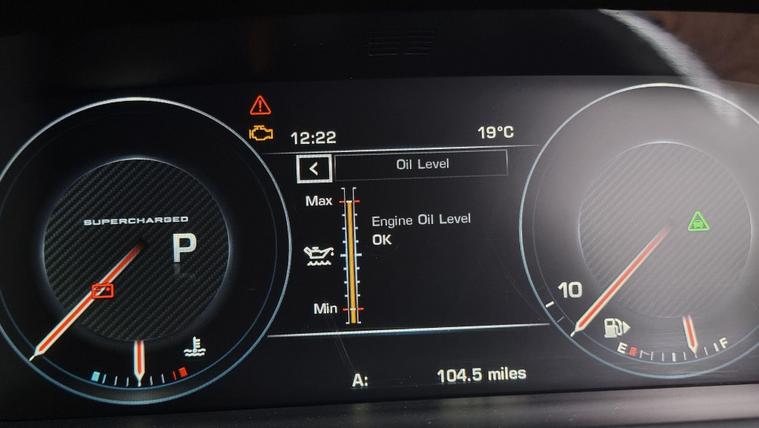 12:22
19°C
Oil Level
Max
Engine Oil Level
OK
Min
SUPERCHARGED
P
10
E
F
A:
104.5 miles